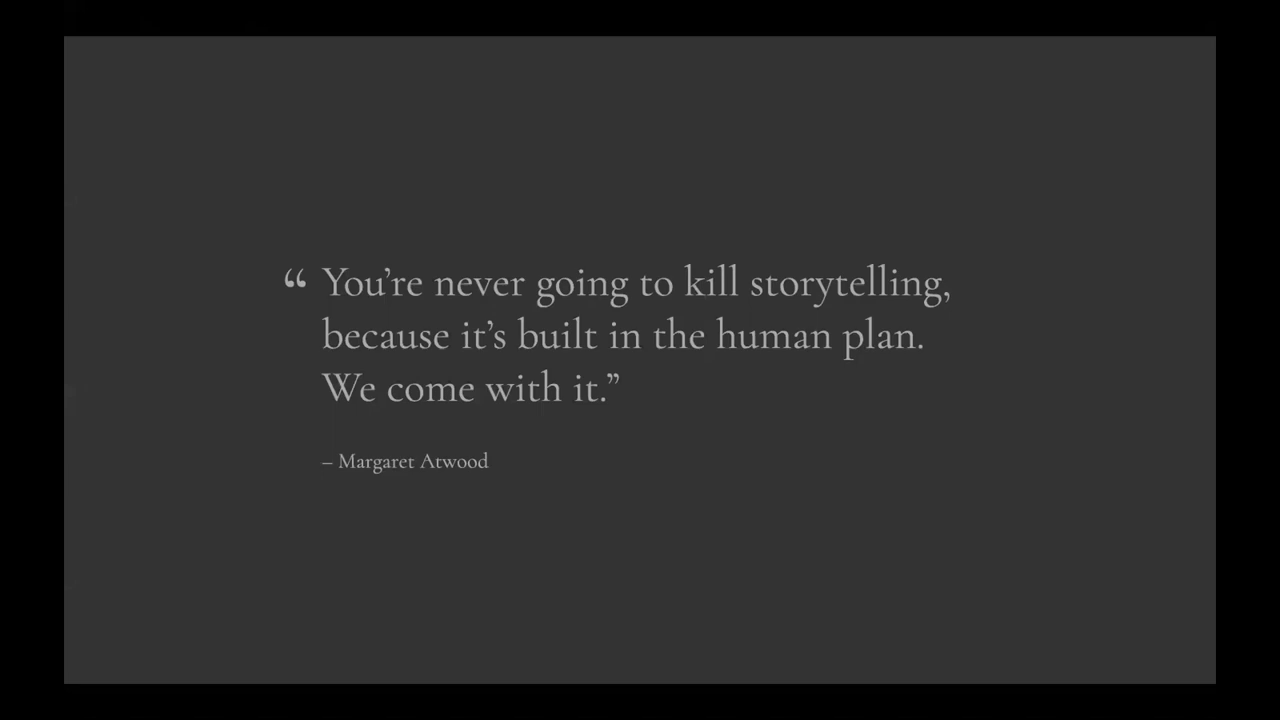 “ You’re never going to kill storytelling,
because it’s built in the human plan.
We come with it.”
– Margaret Atwood